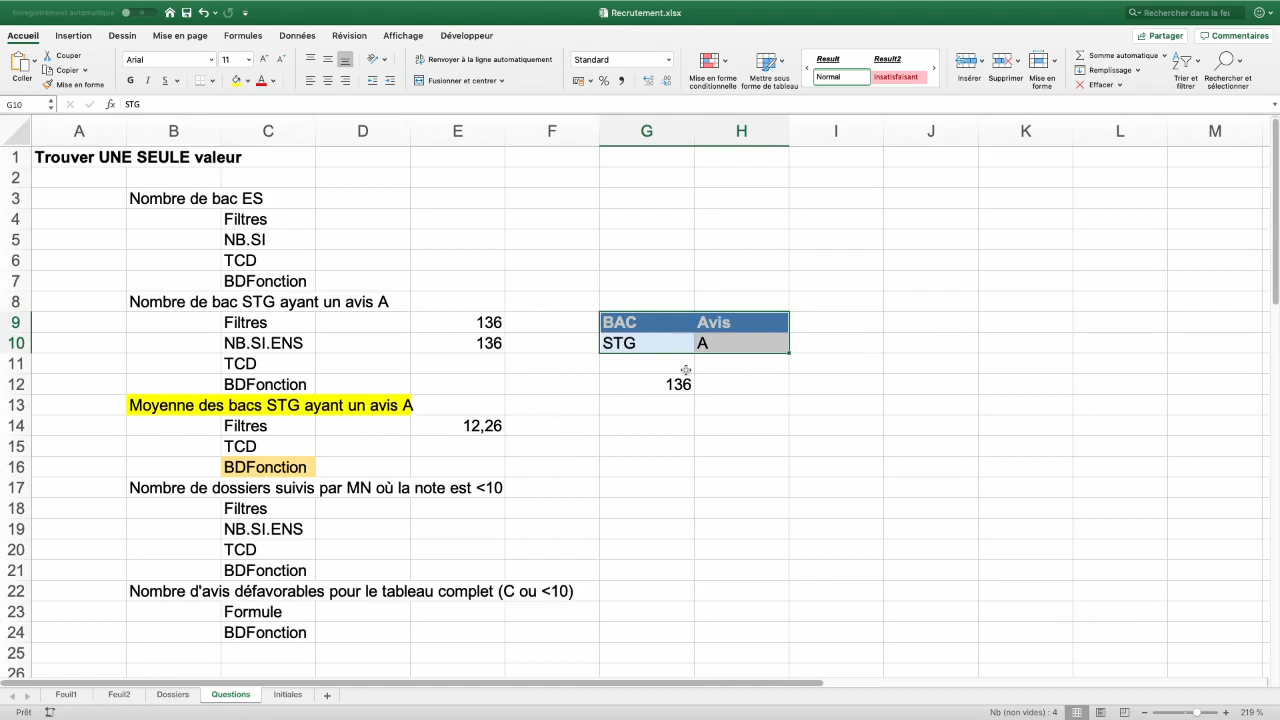 Enregistrement automatique
Recrutement.xlsx
Rechercher dans la feu
Accueil Insertion Dessin Mise en page Formules Données Révision Affichage Développeur
Partager Commentaires
Coller
Couper
Copier
Mise en forme
Arial 11
G I S
Renvoyer à la ligne automatiquement
Fusionner et centrer
Standard
Mise en forme conditionnelle
Mettre sous forme de tableau
Result Result2
Normal Insatisfaisant
Insérer Supprimer Mise en forme
Somme automatique
Remplissage
Effacer
Trier et filtrer
Rechercher et sélectionner
G10 fx STG
A B C D E F G H I J K L M
1 Trouver UNE SEULE valeur
2
3 Nombre de bac ES
4 Filtres
5 NB.SI
6 TCD
7 BDFonction
8 Nombre de bac STG ayant un avis A
9 Filtres 136 BAC Avis
10 NB.SI.ENS 136 STG A
11 TCD
12 BDFonction 136
13 Moyenne des bacs STG ayant un avis A
14 Filtres 12,26
15 TCD
16 BDFonction
17 Nombre de dossiers suivis par MN où la note est <10
18 Filtres
19 NB.SI.ENS
20 TCD
21 BDFonction
22 Nombre d'avis défavorables pour le tableau complet (C ou <10)
23 Formule
24 BDFonction
25
26
Feuil1 Feuil2 Dossiers Questions Initiales +
Prêt
Nb (non vides) : 4
219 %